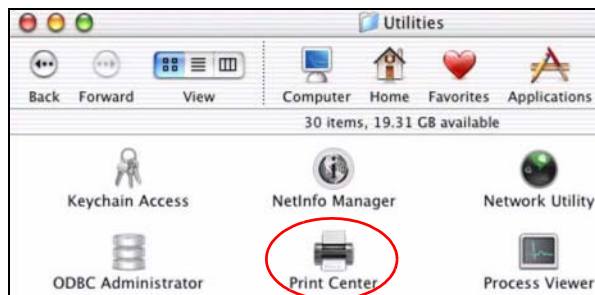 Utilities
Back Forward View Computer Home Favorites Applications
30 items, 19.31 GB available
Keychain Access NetInfo Manager Network Utility
ODBC Administrator Print Center Process Viewer